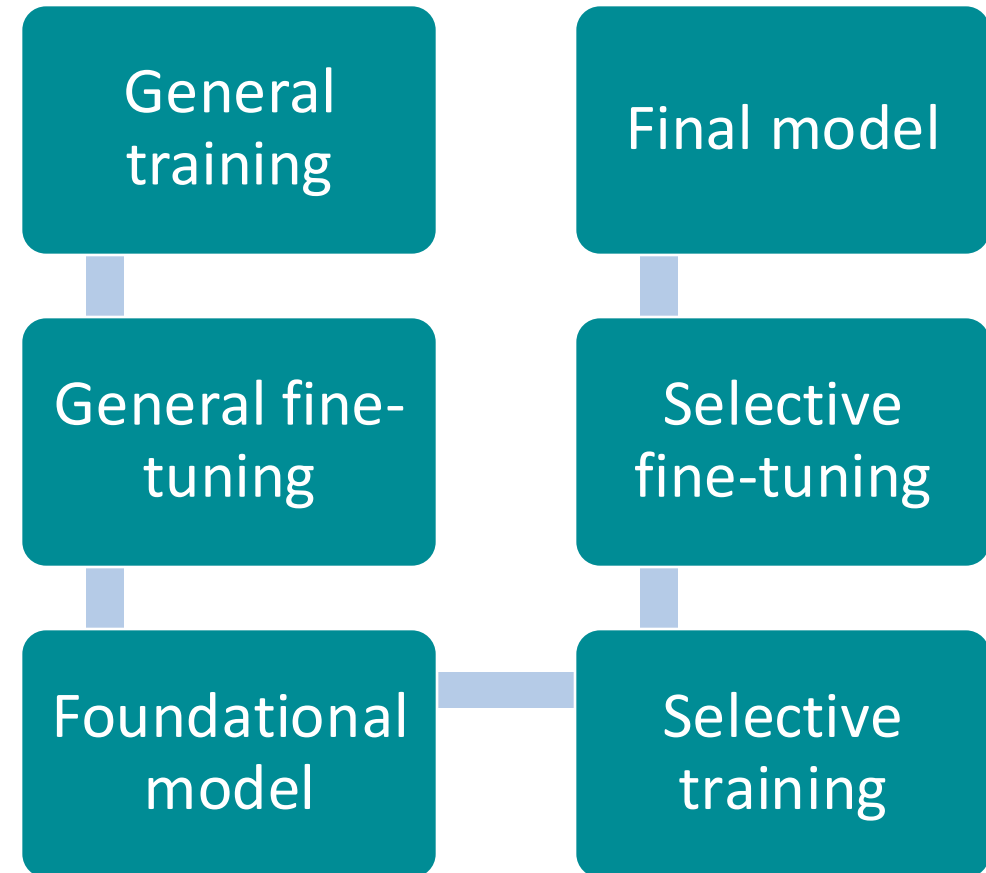 General
training
General fine-
tuning
Foundational
model
Selective
training
Selective
fine-tuning
Final model